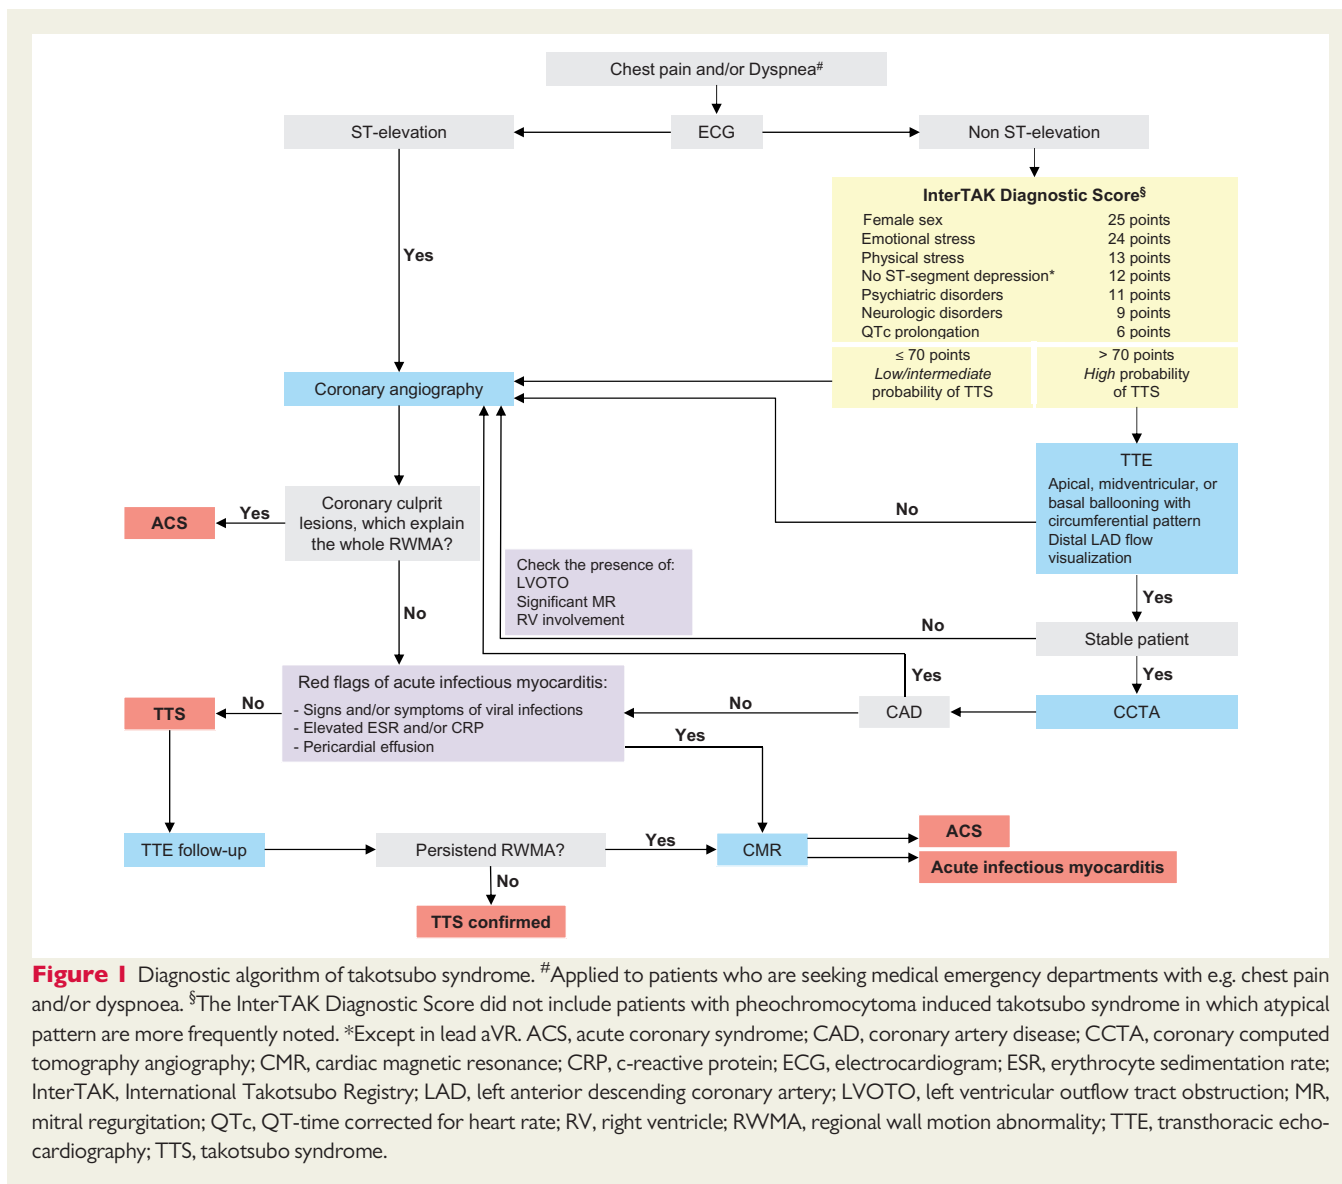 Chest pain and/or Dyspnea#
ST-elevation
ECG
Non ST-elevation
InterTAK Diagnostic Score§
Female sex 25 points
Emotional stress 24 points
Physical stress 13 points
No ST-segment depression* 12 points
Psychiatric disorders 11 points
Neurologic disorders 9 points
QTc prolongation 6 points
≤ 70 points
Low/intermediate
probability of TTS
> 70 points
High probability
of TTS
Yes
Coronary angiography
TTE
Apical, midventricular, or
basal ballooning with
circumferential pattern
Distal LAD flow
visualization
No
Coronary culprit
lesions, which explain
the whole RWMA?
Yes
ACS
Check the presence of:
LVOTO
Significant MR
RV involvement
Yes
No
No
Stable patient
Yes
Yes
Red flags of acute infectious myocarditis:
- Signs and/or symptoms of viral infections
- Elevated ESR and/or CRP
- Pericardial effusion
No
TTS
No
CAD
CCTA
Yes
TTE follow-up
Persistend RWMA?
Yes
CMR
ACS
Acute infectious myocarditis
No
TTS confirmed
Figure 1 Diagnostic algorithm of takotsubo syndrome. #Applied to patients who are seeking medical emergency departments with e.g. chest pain
and/or dyspnoea. §The InterTAK Diagnostic Score did not include patients with pheochromocytoma induced takotsubo syndrome in which atypical
pattern are more frequently noted. *Except in lead aVR. ACS, acute coronary syndrome; CAD, coronary artery disease; CCTA, coronary computed
tomography angiography; CMR, cardiac magnetic resonance; CRP, c-reactive protein; ECG, electrocardiogram; ESR, erythrocyte sedimentation rate;
InterTAK, International Takotsubo Registry; LAD, left anterior descending coronary artery; LVOTO, left ventricular outflow tract obstruction; MR,
mitral regurgitation; QTc, QT-time corrected for heart rate; RV, right ventricle; RWMA, regional wall motion abnormality; TTE, transthoracic echo-
cardiography; TTS, takotsubo syndrome.